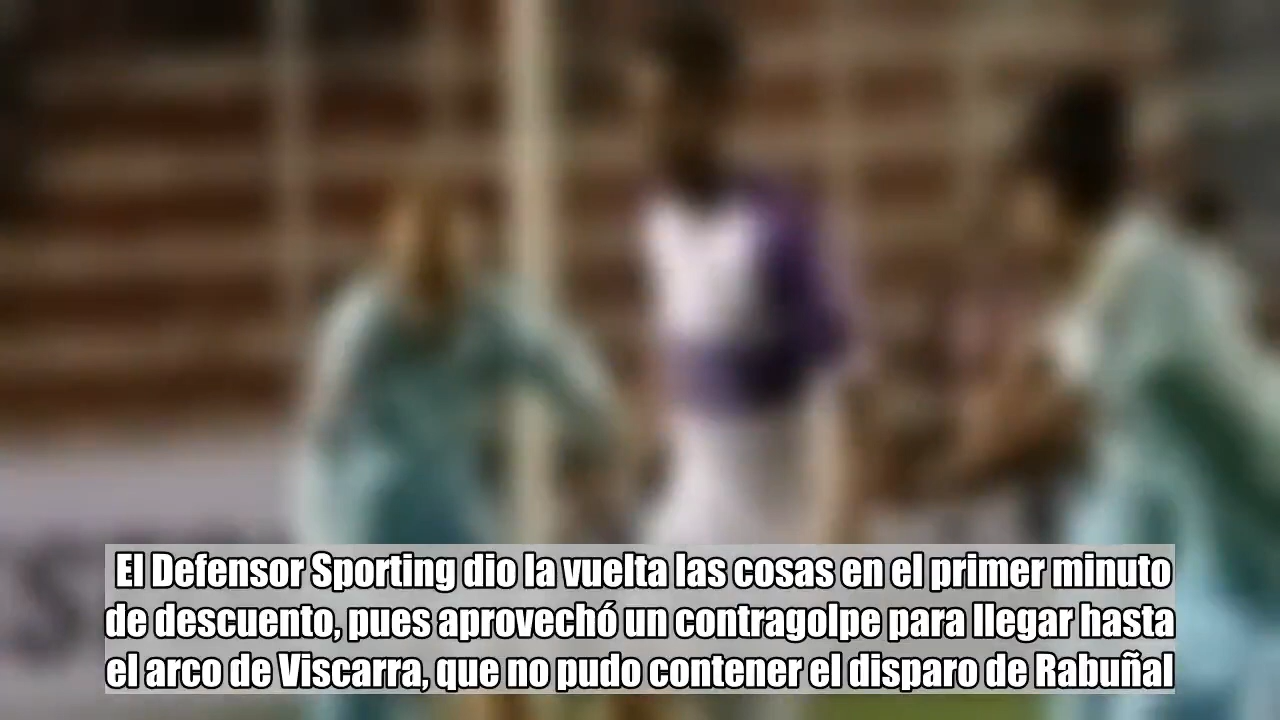 El Defensor Sporting dio la vuelta las cosas en el primer minuto
de descuento, pues aprovechó un contragolpe para llegar hasta
el arco de Viscarra, que no pudo contener el disparo de Rabuñal